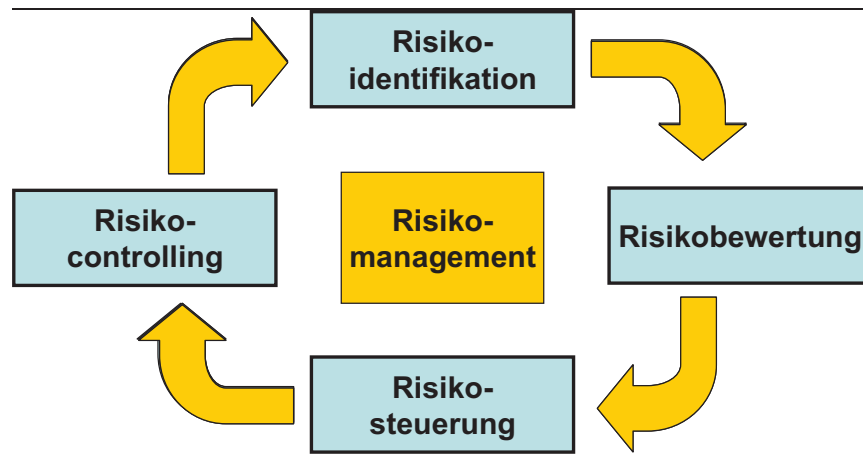 Risiko-
identifikation
Risikobewertung
Risiko-
steuerung
Risiko-
controlling
Risiko-
management